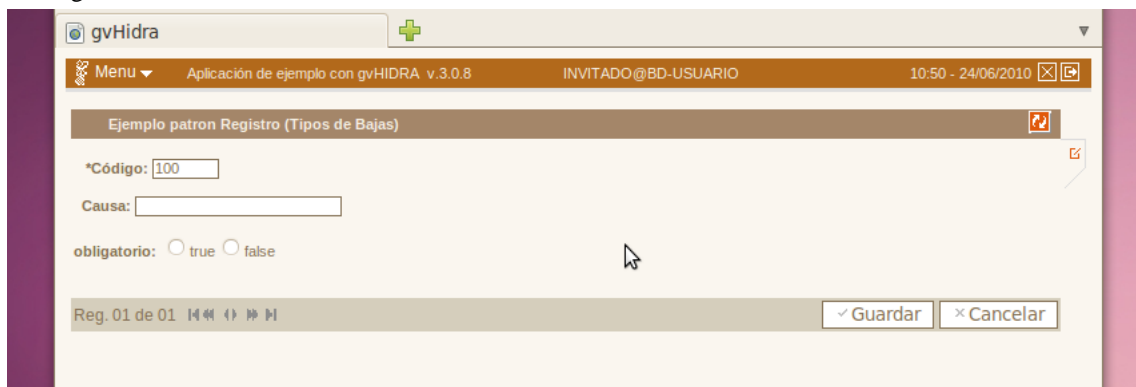 gvHidra
Menu Aplicación de ejemplo con gvHIDRA v.3.0.8 INVITADO@BD-USUARIO 10:50 - 24/06/2010
Ejemplo patron Registro (Tipos de Bajas)
*Código: 100
Causa:
obligatorio: true false
Reg. 01 de 01 Guardar Cancelar